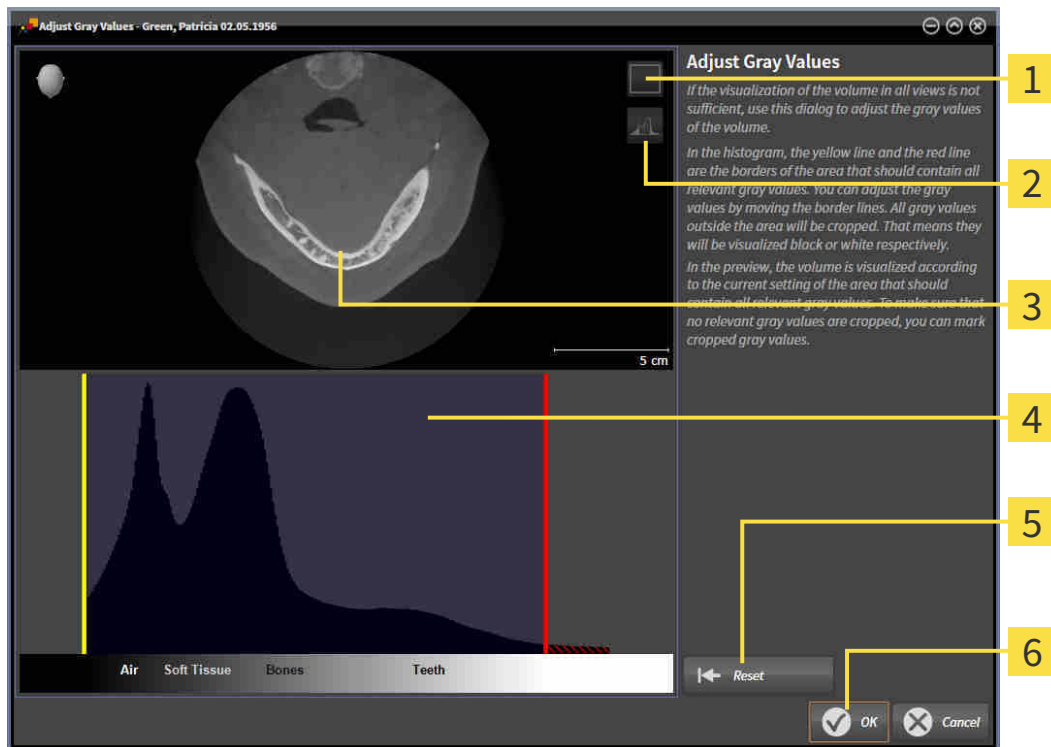 Adjust Gray Values - Green, Patricia 02.05.1956
5 cm
Air Soft Tissue Bones Teeth
Adjust Gray Values
If the visualization of the volume in all views is not
sufficient, use this dialog to adjust the gray values
of the volume.
In the histogram, the yellow line and the red line
are the borders of the area that should contain all
relevant gray values. You can adjust the gray
values by moving the border lines. All gray values
outside the area will be cropped. That means they
will be visualized black or white respectively.
In the preview, the volume is visualized according
to the current setting of the area that should
contain all relevant gray values. To make sure that
no relevant gray values are cropped, you can mark
cropped gray values.
Reset
OK Cancel
1
2
3
4
5
6